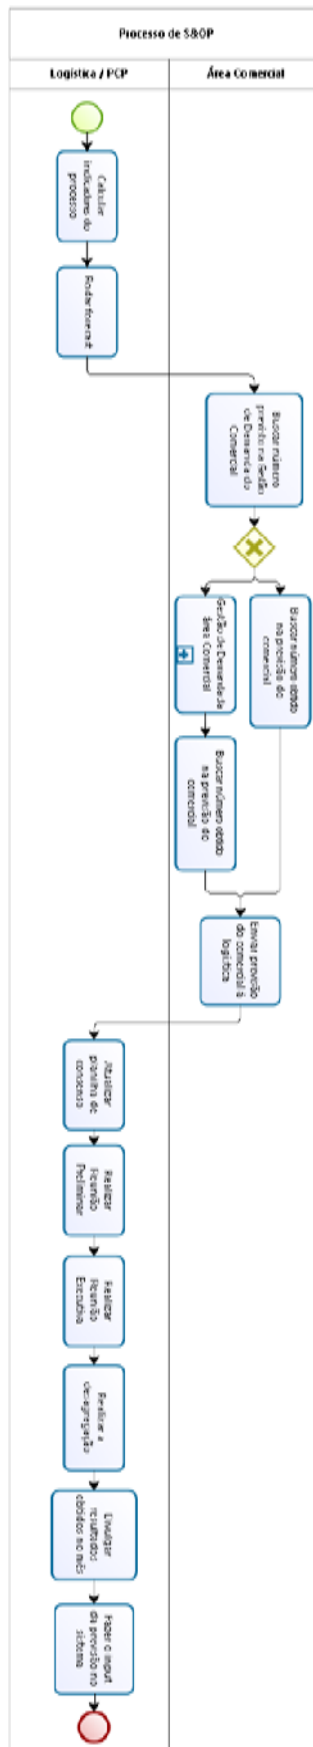 Processo de S&OP
Logística / PCP
Área Comercial
Calcular
indicadores do
processo
Rodar forecast
Buscar número
previsto na Gestão
de Demanda do
Comercial
Gestão de Demanda da
área Comercial
Buscar número obtido
na previsão do
comercial
Buscar número obtido
na previsão do
comercial
Enviar previsão
do comercial à
logística
Atualizar
planilha de
consenso
Realizar
Reunião
Preliminar
Realizar
Reunião
Executiva
Realizar a
desagregação
Divulgar
resultados
obtidos no mês
Fazer o input
da previsão no
sistema